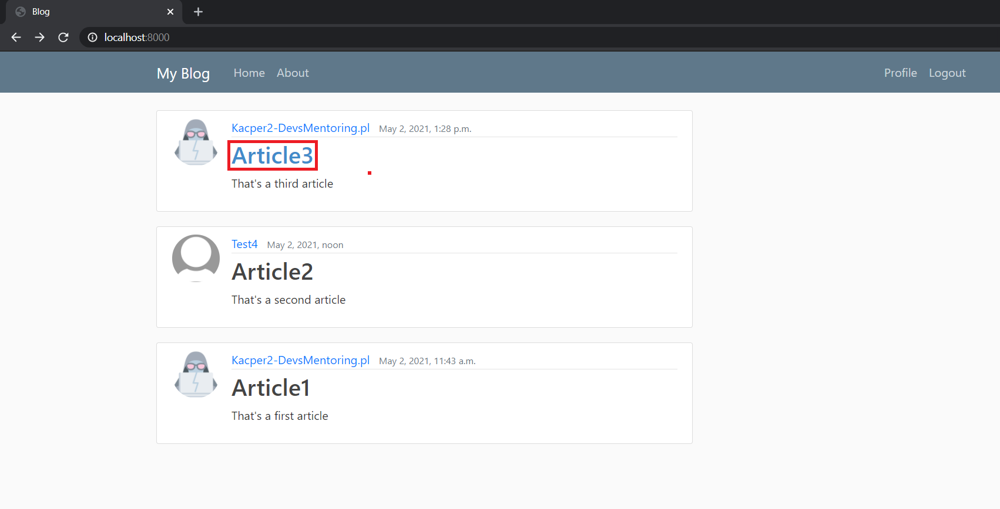 Blog
localhost:8000
My Blog Home About Profile Logout
Kacper2-DevsMentoring.pl May 2, 2021, 1:28 p.m.
Article3
That's a third article
Test4 May 2, 2021, noon
Article2
That's a second article
Kacper2-DevsMentoring.pl May 2, 2021, 11:43 a.m.
Article1
That's a first article